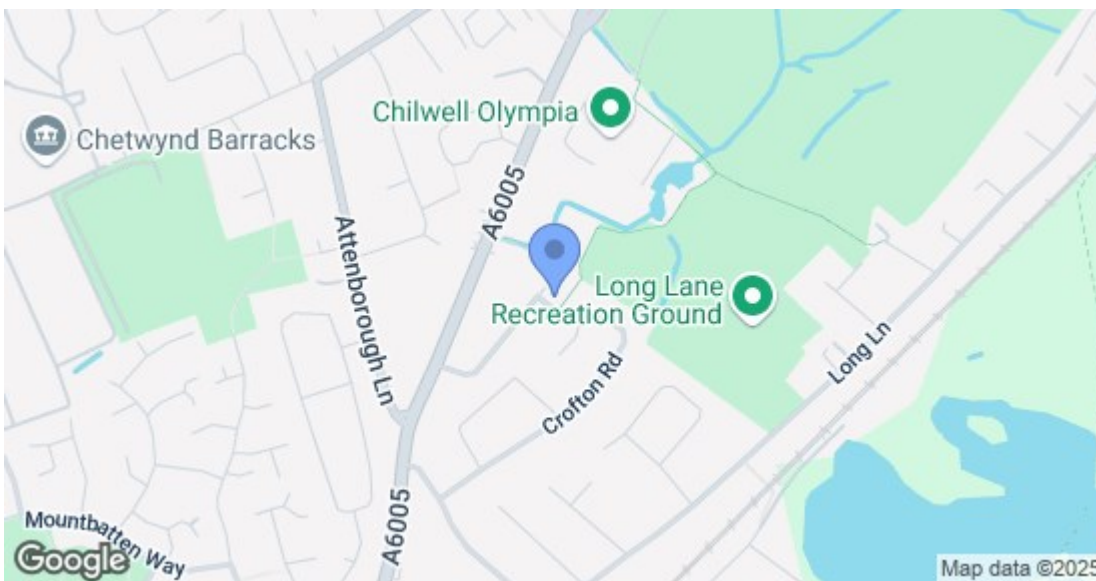 Chilwell Olympia
Chetwynd Barracks
A6005
Attenborough Ln
Long Lane
Recreation Ground
Long Ln
Crofton Rd
A6005
Mountbatten Way
Google
Map data ©2025